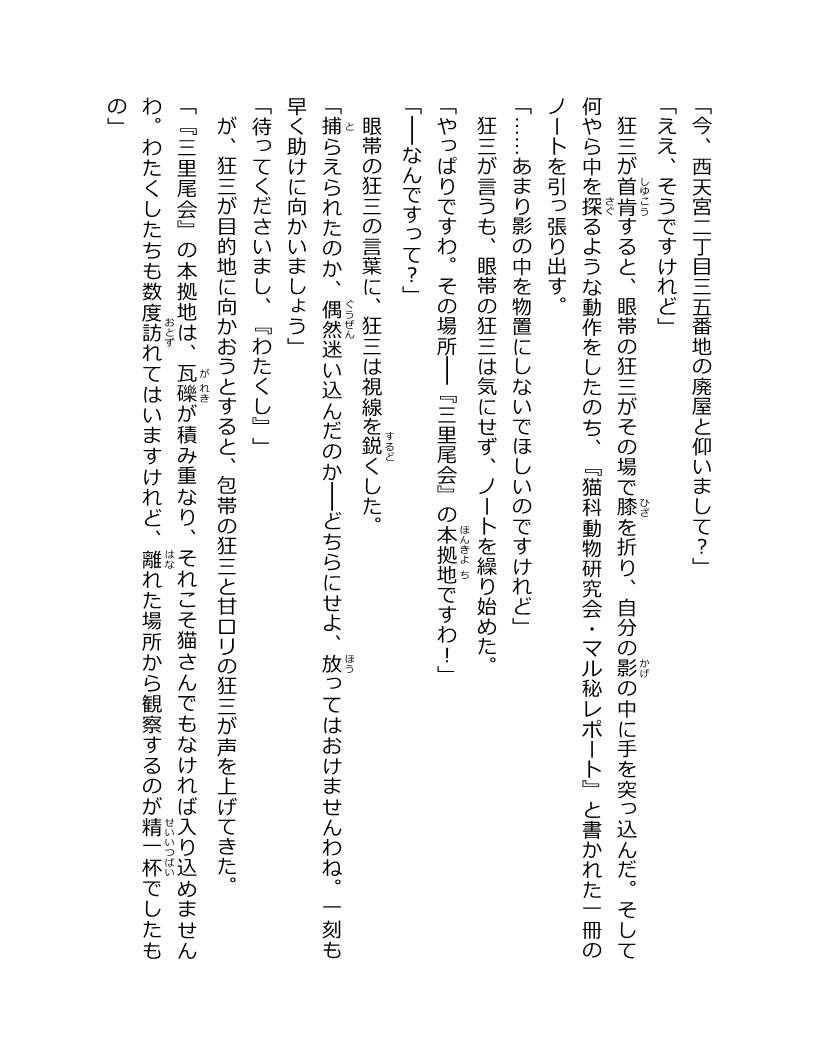 「今、西天宮二丁目三五番地の廃屋と仰いまして？」
「ええ、そうですけれど」
　狂三が首肯すると、眼帯の狂三がその場で膝を折り、自分の影の中に手を突っ込んだ。そして
何やら中を探るような動作をしたのち、『猫科動物研究会・マル秘レポート』と書かれた一冊の
ノートを引っ張り出す。
「……あまり影の中を物置にしないでほしいのですけれど」
　狂三が言うも、眼帯の狂三は気にせず、ノートを繰り始めた。
「やっぱりですわ。その場所──『三里尾会』の本拠地ですわ！」
「──なんですって？」
　眼帯の狂三の言葉に、狂三は視線を鋭くした。
「捕らえられたのか、偶然迷い込んだのか──どちらにせよ、放ってはおけませんわね。一刻も
早く助けに向かいましょう」
「待ってくださいまし、『わたくし』」
　が、狂三が目的地に向かおうとすると、包帯の狂三と甘ロリの狂三が声を上げてきた。
「『三里尾会』の本拠地は、瓦礫が積み重なり、それこそ猫さんでもなければ入り込めません
わ。わたくしたちも数度訪れてはいますけれど、離れた場所から観察するのが精一杯でしたも
の」